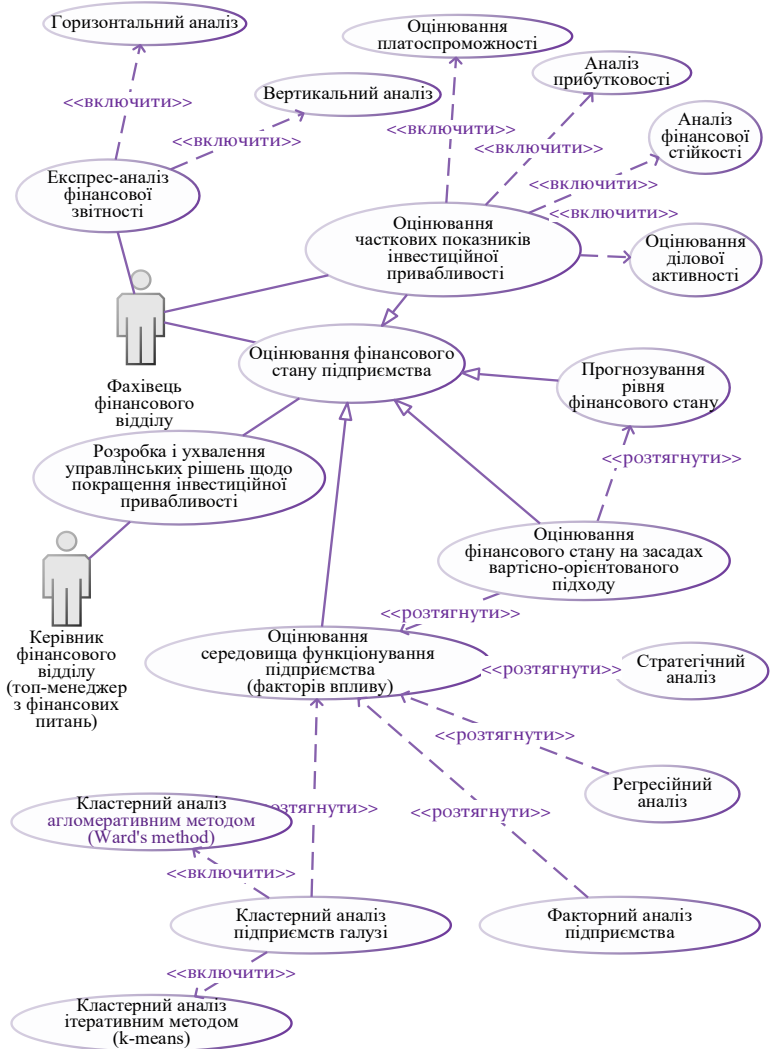 Горизонтальний аналіз
Оцінювання
платоспроможності
Аналіз
прибутковості
<<включити>>
Вертикальний аналіз
<<включити>>
<<включити>>
<<включити>>
Аналіз
фінансової
стійкості
Експрес-аналіз
фінансової
звітності
<<включити>>
<<включити>>
Оцінювання
часткових показників
інвестиційної
привабливості
Оцінювання
ділової
активності
Фахівець
фінансового
відділу
Оцінювання фінансового
стану підприємства
Прогнозування
рівня
фінансового стану
Розробка і ухвалення
управлінських рішень щодо
покращення інвестиційної
привабливості
<<розтягнути>>
Оцінювання
фінансового стану на засадах
вартісно-орієнтованого
підходу
<<розтягнути>>
Керівник
фінансового
відділу
(топ-менеджер
з фінансових
питань)
Оцінювання
середовища функціонування
підприємства
(факторів впливу)
<<розтягнути>>
Стратегічний
аналіз
<<розтягнути>>
Регресійний
аналіз
Кластерний аналіз
агломеративним методом
(Ward's method)
озтягнути>>
<<розтягнути>>
<<включити>>
Кластерний аналіз
підприємств галузі
Факторний аналіз
підприємства
<<включити>>
Кластерний аналіз
ітеративним методом
(k-means)